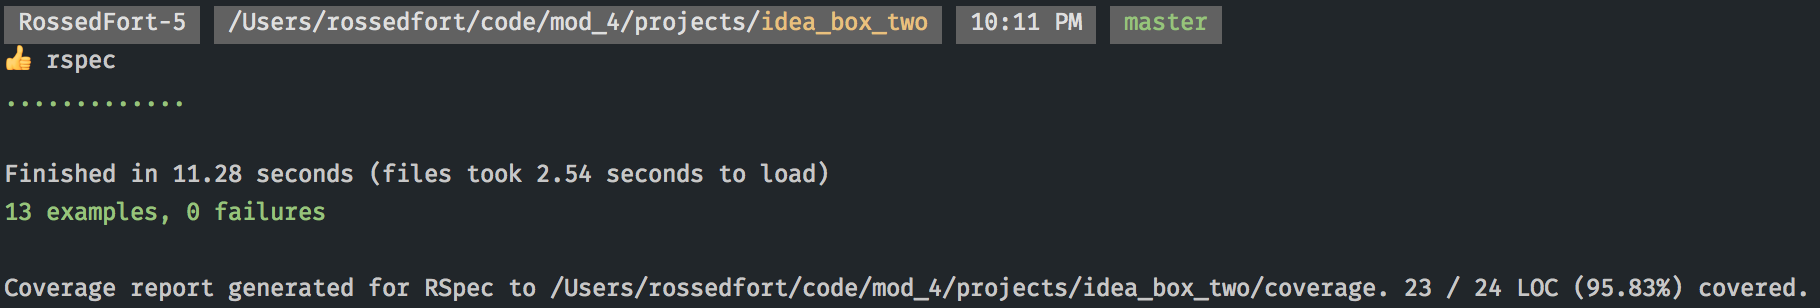 RossedFort-5 /Users/rossedfort/code/mod_4/projects/idea_box_two 10:11 PM master
👍 rspec
.............
Finished in 11.28 seconds (files took 2.54 seconds to load)
13 examples, 0 failures
Coverage report generated for RSpec to /Users/rossedfort/code/mod_4/projects/idea_box_two/coverage. 23 / 24 LOC (95.83%) covered.